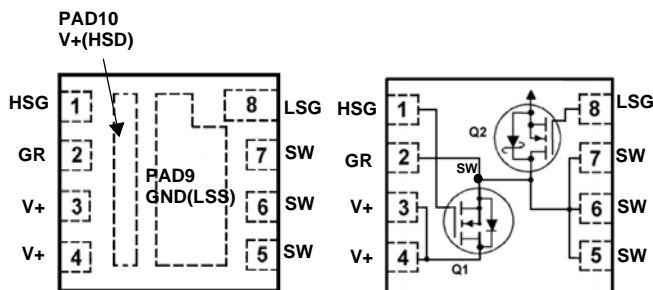 PAD10
V+(HSD)
HSG 1
8 LSG
GR 2
7 SW
PAD9
GND(LSS)
V+ 3
6 SW
V+ 4
5 SW
HSG 1
Q2
8 LSG
GR 2
SW
7 SW
V+ 3
6 SW
V+ 4
Q1
5 SW